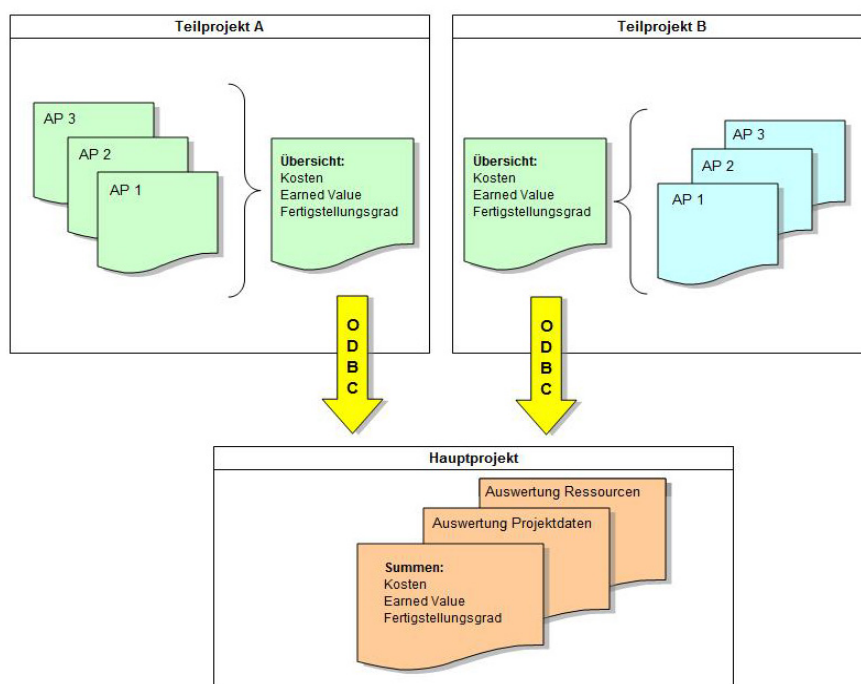 Teilprojekt A
AP 3
AP 2
AP 1
Übersicht:
Kosten
Earned Value
Fertigstellungsgrad
ODBC
Teilprojekt B
Übersicht:
Kosten
Earned Value
Fertigstellungsgrad
AP 3
AP 2
AP 1
ODBC
Hauptprojekt
Auswertung Ressourcen
Auswertung Projektdaten
Summen:
Kosten
Earned Value
Fertigstellungsgrad